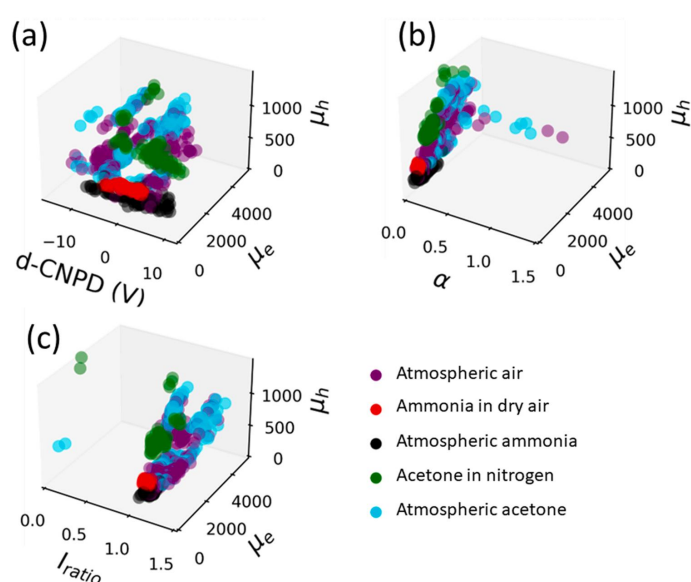 (a)
1000
500
0
μh
−10
0
10
d-CNPD (V)
0
2000
4000
μe
(b)
1000
500
0
μh
0.0
0.5
1.0
1.5
α
0
2000
4000
μe
(c)
1000
500
0
μh
0.0
0.5
1.0
1.5
Iratio
0
2000
4000
μe
Atmospheric air
Ammonia in dry air
Atmospheric ammonia
Acetone in nitrogen
Atmospheric acetone